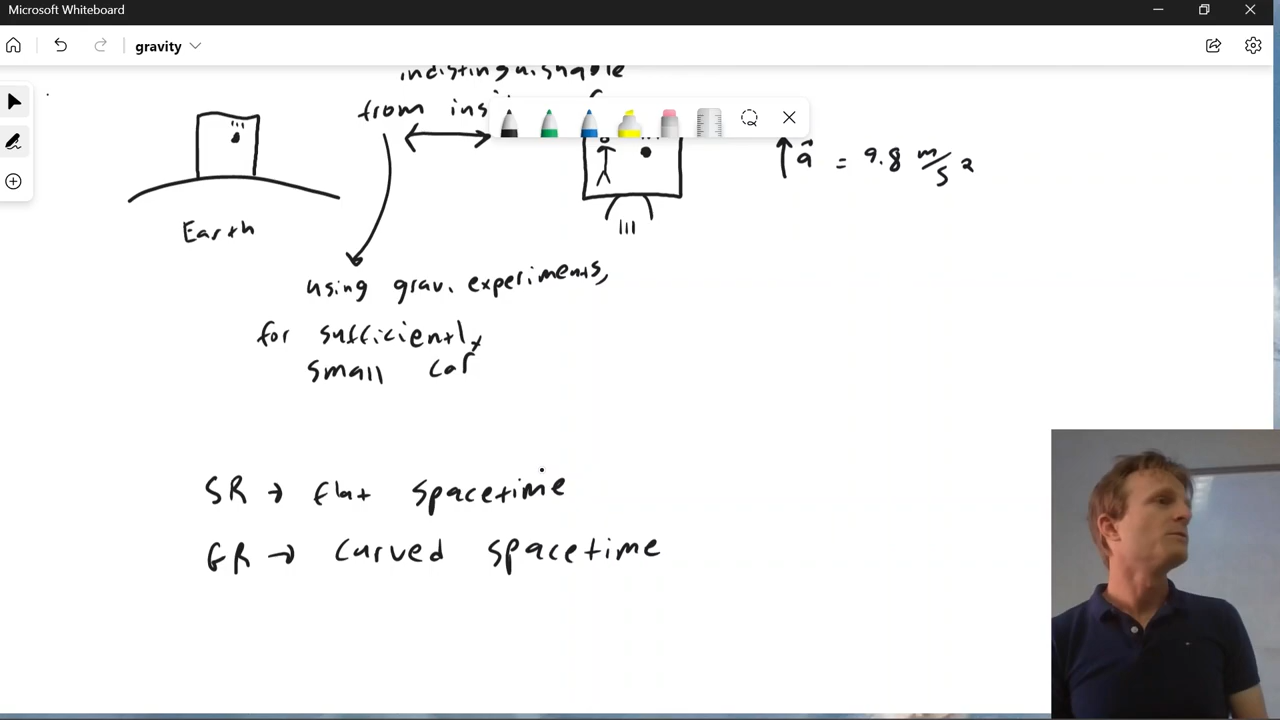 Microsoft Whiteboard
gravity
indistinguishable
from insi
a = 9.8 m/s2
Earth
using grav. experiments,
for sufficiently
small car
SR → flat spacetime
GR → curved spacetime